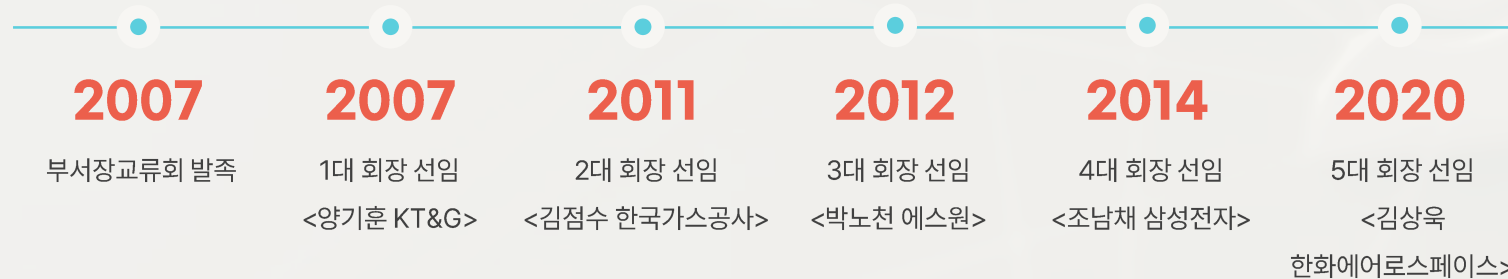 2007
부서장교류회 발족
2007
1대 회장 선임
<양기훈 KT&G>
2011
2대 회장 선임
<김점수 한국가스공사>
2012
3대 회장 선임
<박노천 에스원>
2014
4대 회장 선임
<조남채 삼성전자>
2020
5대 회장 선임
<김상욱
한화에어로스페이스>